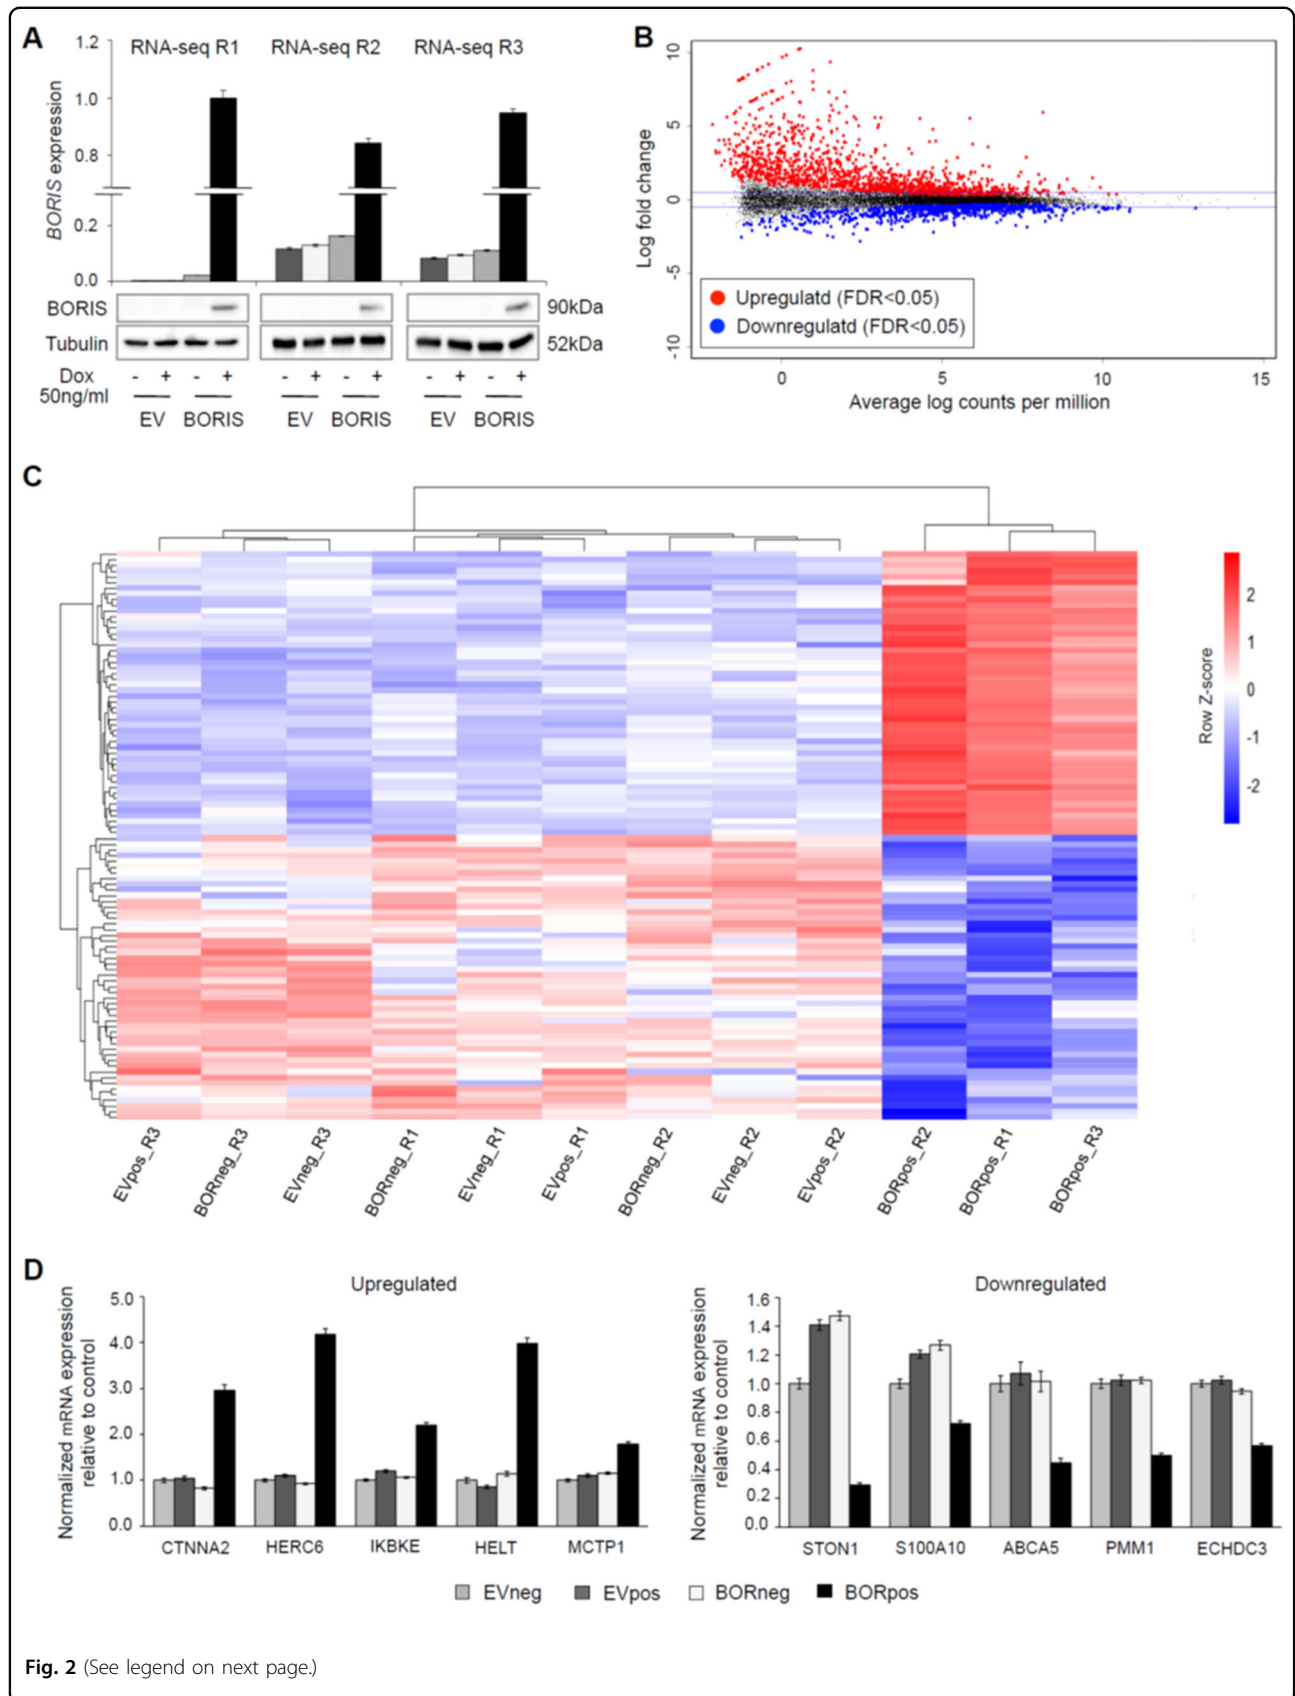 A
RNA-seq R1 RNA-seq R2 RNA-seq R3
BORIS expression
1.2
1.0
0.8
0.2
0.0
BORIS 90kDa
Tubulin 52kDa
Dox - + - + - + - + - + - +
50ng/ml
EV BORIS EV BORIS EV BORIS
B
Log fold change
10
5
0
-5
-10
Upregulatd (FDR<0.05)
Downregulatd (FDR<0.05)
0 5 10 15
Average log counts per million
C
Row Z-score
2
1
0
-1
-2
EVpos_R3
BORneg_R3
EVneg_R3
BORneg_R1
EVneg_R1
EVpos_R1
BORneg_R2
EVneg_R2
EVpos_R2
BORpos_R2
BORpos_R1
BORpos_R3
D
Upregulated
Normalized mRNA expression
relative to control
5.0
4.0
3.0
2.0
1.0
0.0
CTNNA2 HERC6 IKBKE HELT MCTP1
Downregulated
Normalized mRNA expression
relative to control
1.6
1.4
1.2
1.0
0.8
0.6
0.4
0.2
0.0
STON1 S100A10 ABCA5 PMM1 ECHDC3
EVneg EVpos BORneg BORpos
Fig. 2 (See legend on next page.)